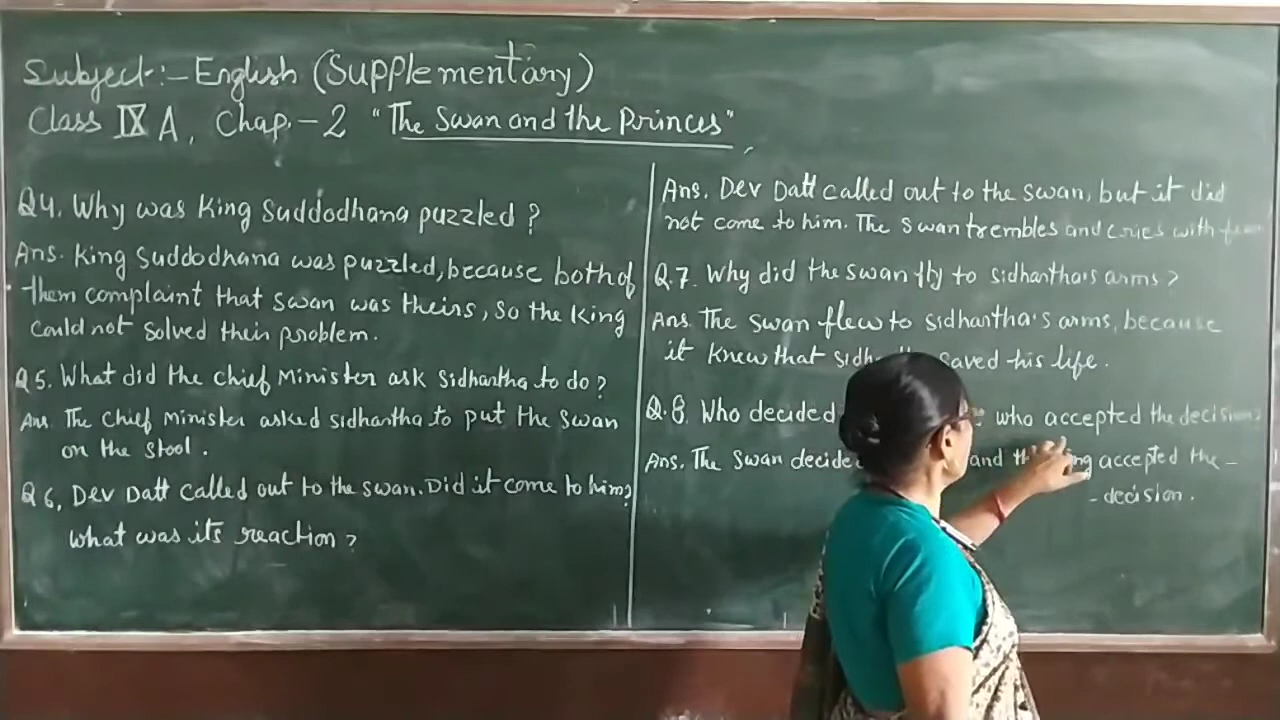 Subject:- English (Supplementary)
Class IX A, Chap.-2 "The Swan and the Princes"
Q4. Why was King Suddodhana puzzled?
Ans. King Suddodhana was puzzled, because both of
them complaint that swan was theirs, so the king
could not solved their problem.
Q5. What did the chief Minister ask Sidhartha to do?
Ans. The Chief Minister asked sidhartha to put the swan
on the stool.
Q6. Dev Datt called out to the swan. Did it come to him?
what was its reaction?
Ans. Dev Datt called out to the swan, but it did
not come to him. The swan trembles and cries with
Q.7. Why did the swan fly to sidhartha's arms?
Ans. The swan flew to sidhartha's arms, because
it knew that saved his life.
Q.8. Who decided who accepted the decision?
Ans. The swan decided and accepted the -
- decision.